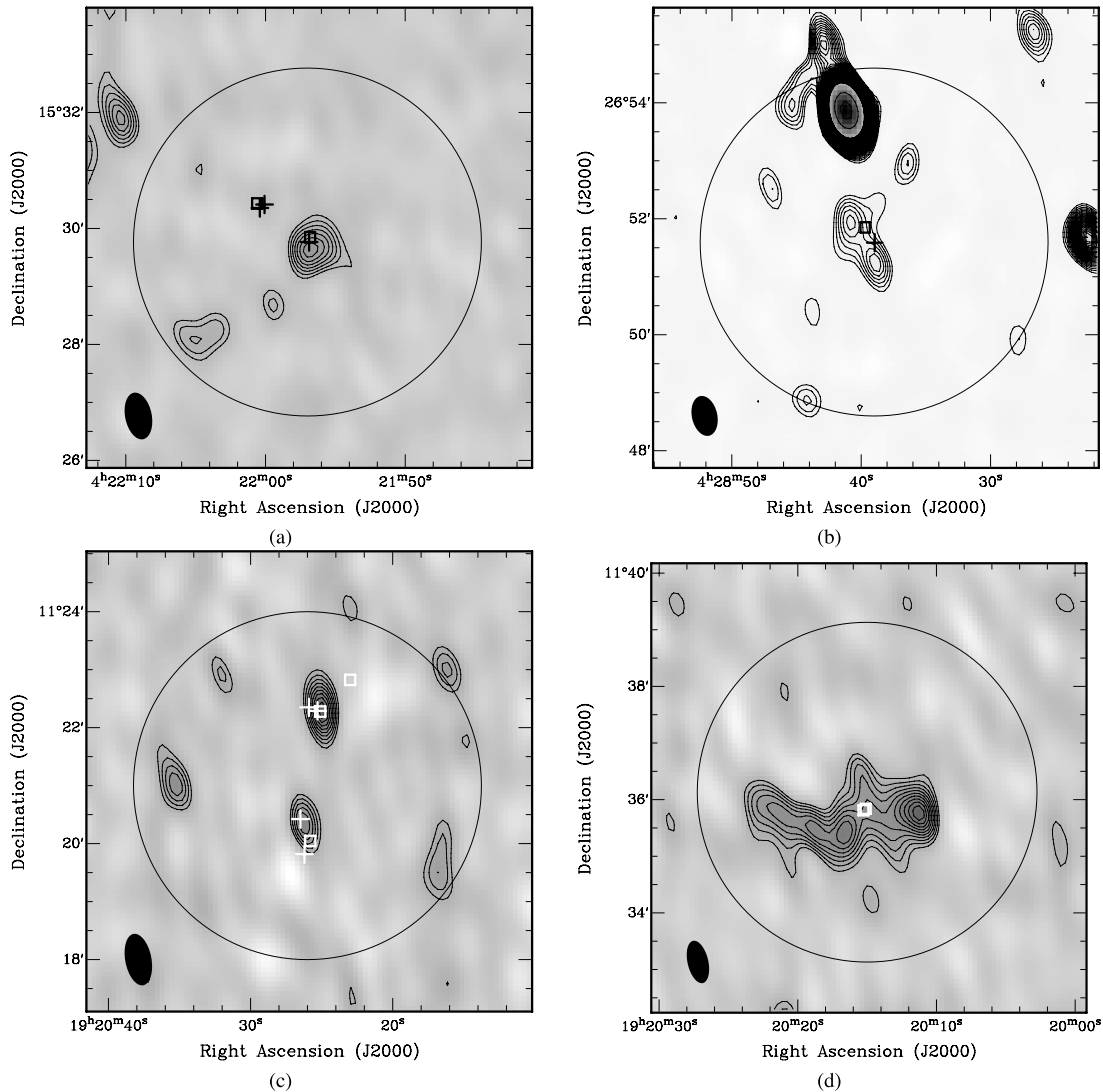 15°32′
30′
28′
26′
Declination (J2000)
4ʰ22ᵐ10ˢ
22ᵐ00ˢ
21ᵐ50ˢ
Right Ascension (J2000)
(a)
26°54′
52′
50′
48′
Declination (J2000)
4ʰ28ᵐ50ˢ
40ˢ
30ˢ
Right Ascension (J2000)
(b)
11°24′
22′
20′
18′
Declination (J2000)
19ʰ20ᵐ40ˢ
30ˢ
20ˢ
Right Ascension (J2000)
(c)
11°40′
38′
36′
34′
Declination (J2000)
19ʰ20ᵐ30ˢ
20ᵐ20ˢ
20ᵐ10ˢ
20ᵐ00ˢ
Right Ascension (J2000)
(d)